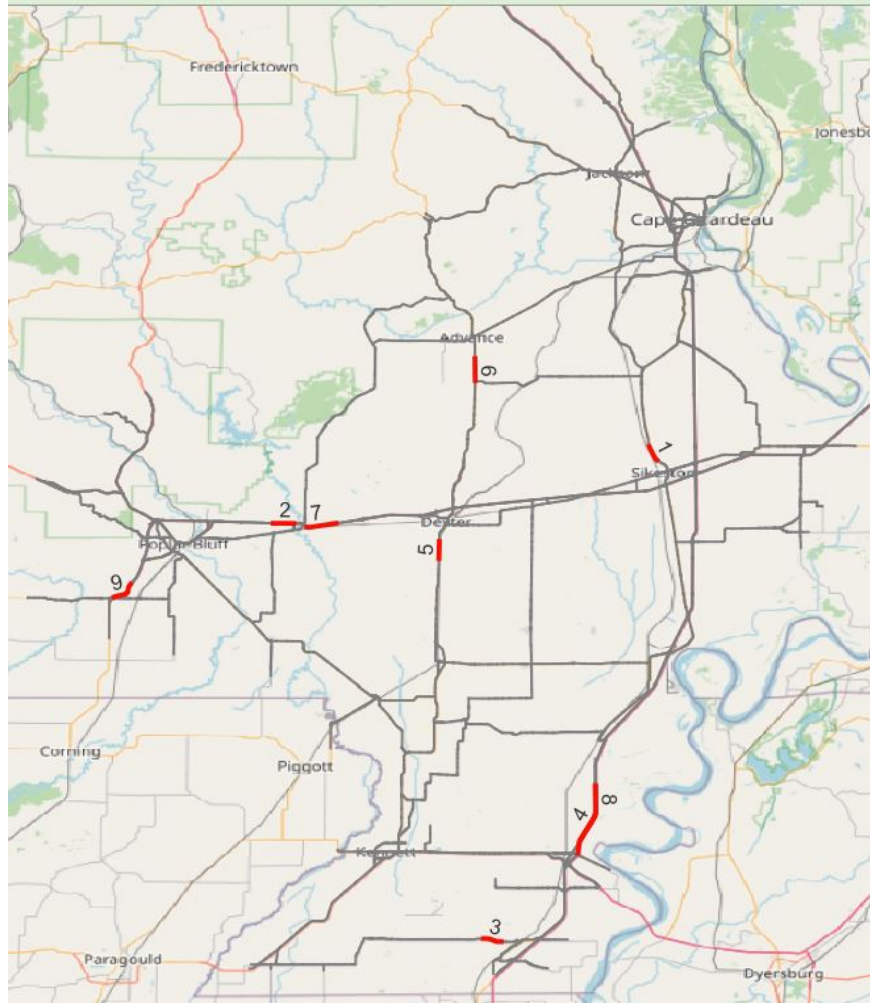 Fredericktown
Jonesbo
Jackson
Cape Girardeau
Advance
6
1
Sikeston
2
7
Dexter
Poplar Bluff
5
9
Corning
Piggott
8
4
Kennett
3
Paragould
Dyersburg